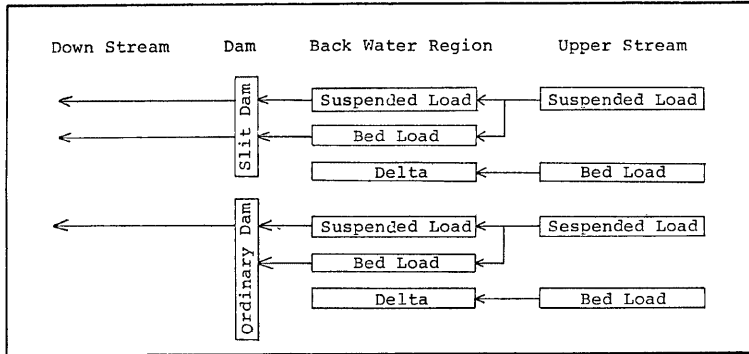 Down Stream Dam Back Water Region Upper Stream
Suspended Load Suspended Load
Bed Load
Slit Dam
Delta Bed Load
Suspended Load Sespended Load
Bed Load
Ordinary Dam
Delta Bed Load